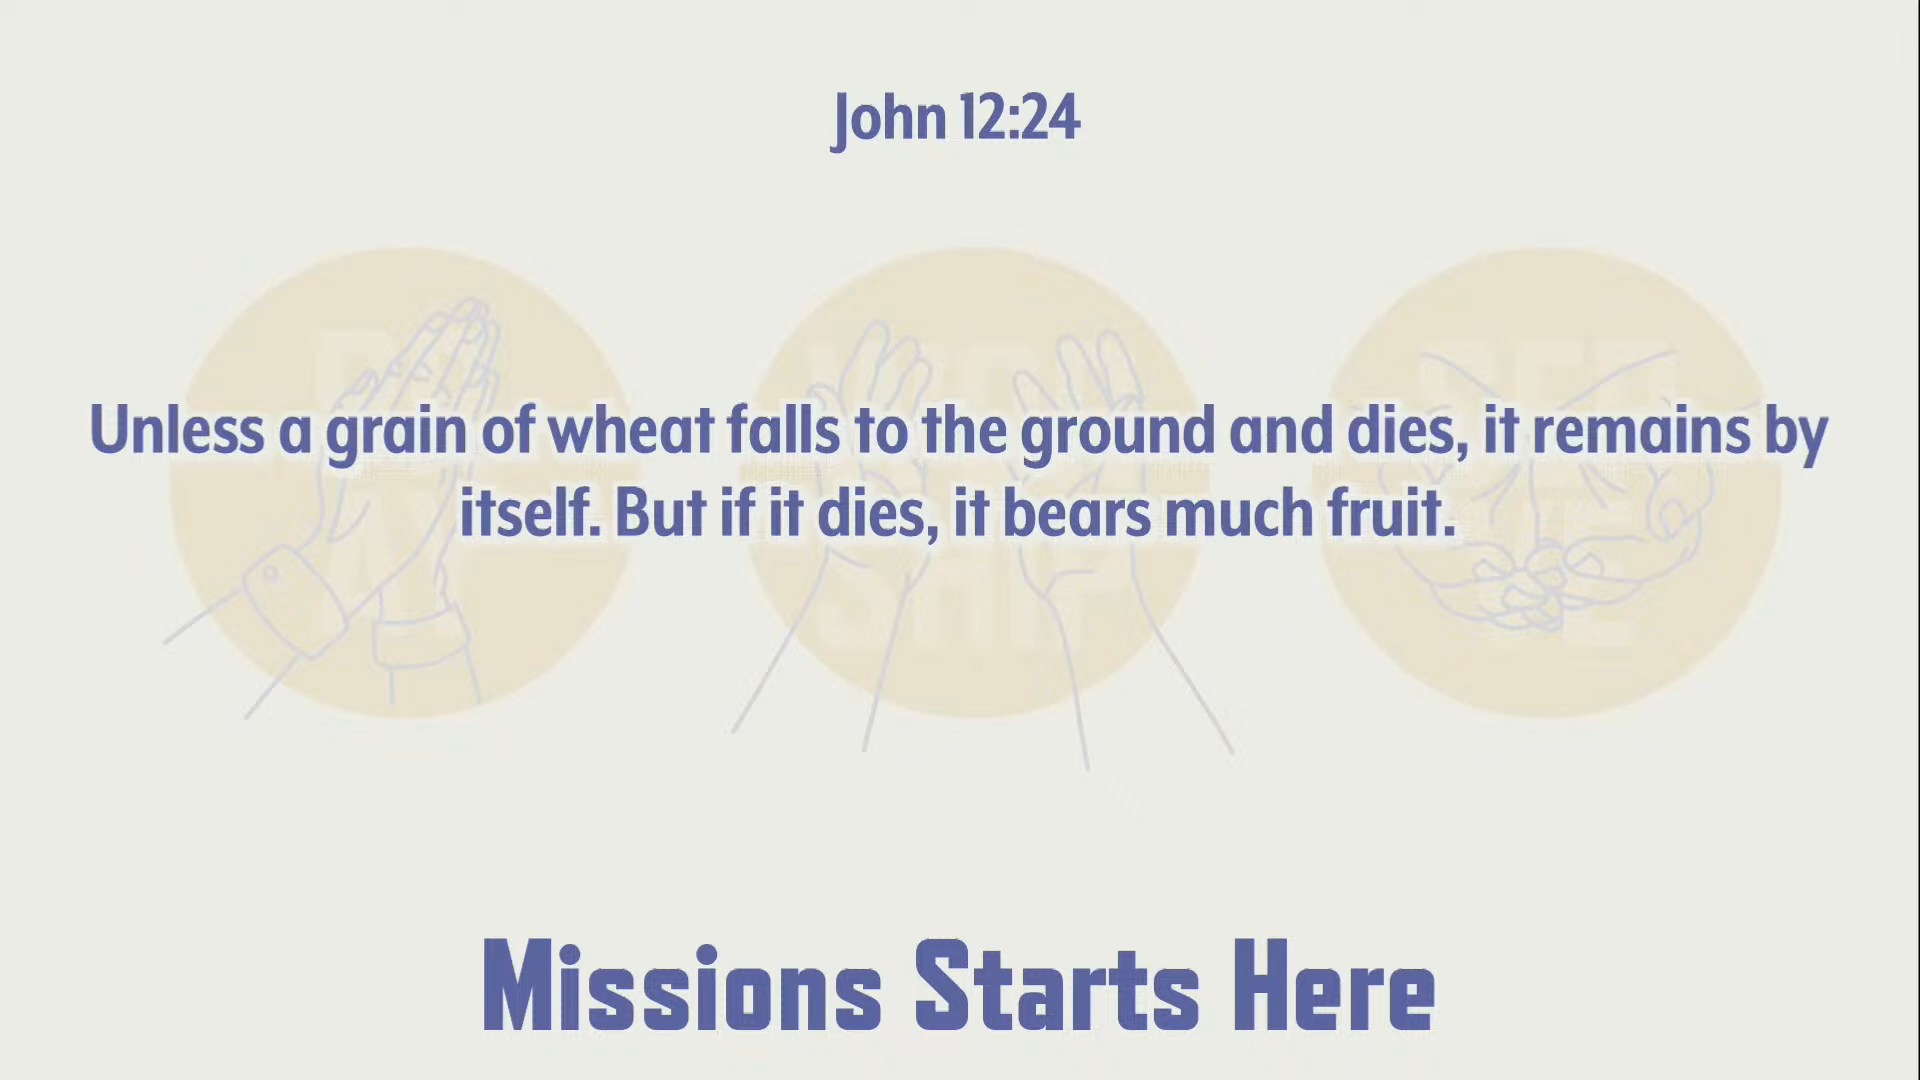 John 12:24
Unless a grain of wheat falls to the ground and dies, it remains by
itself. But if it dies, it bears much fruit.
Missions Starts Here